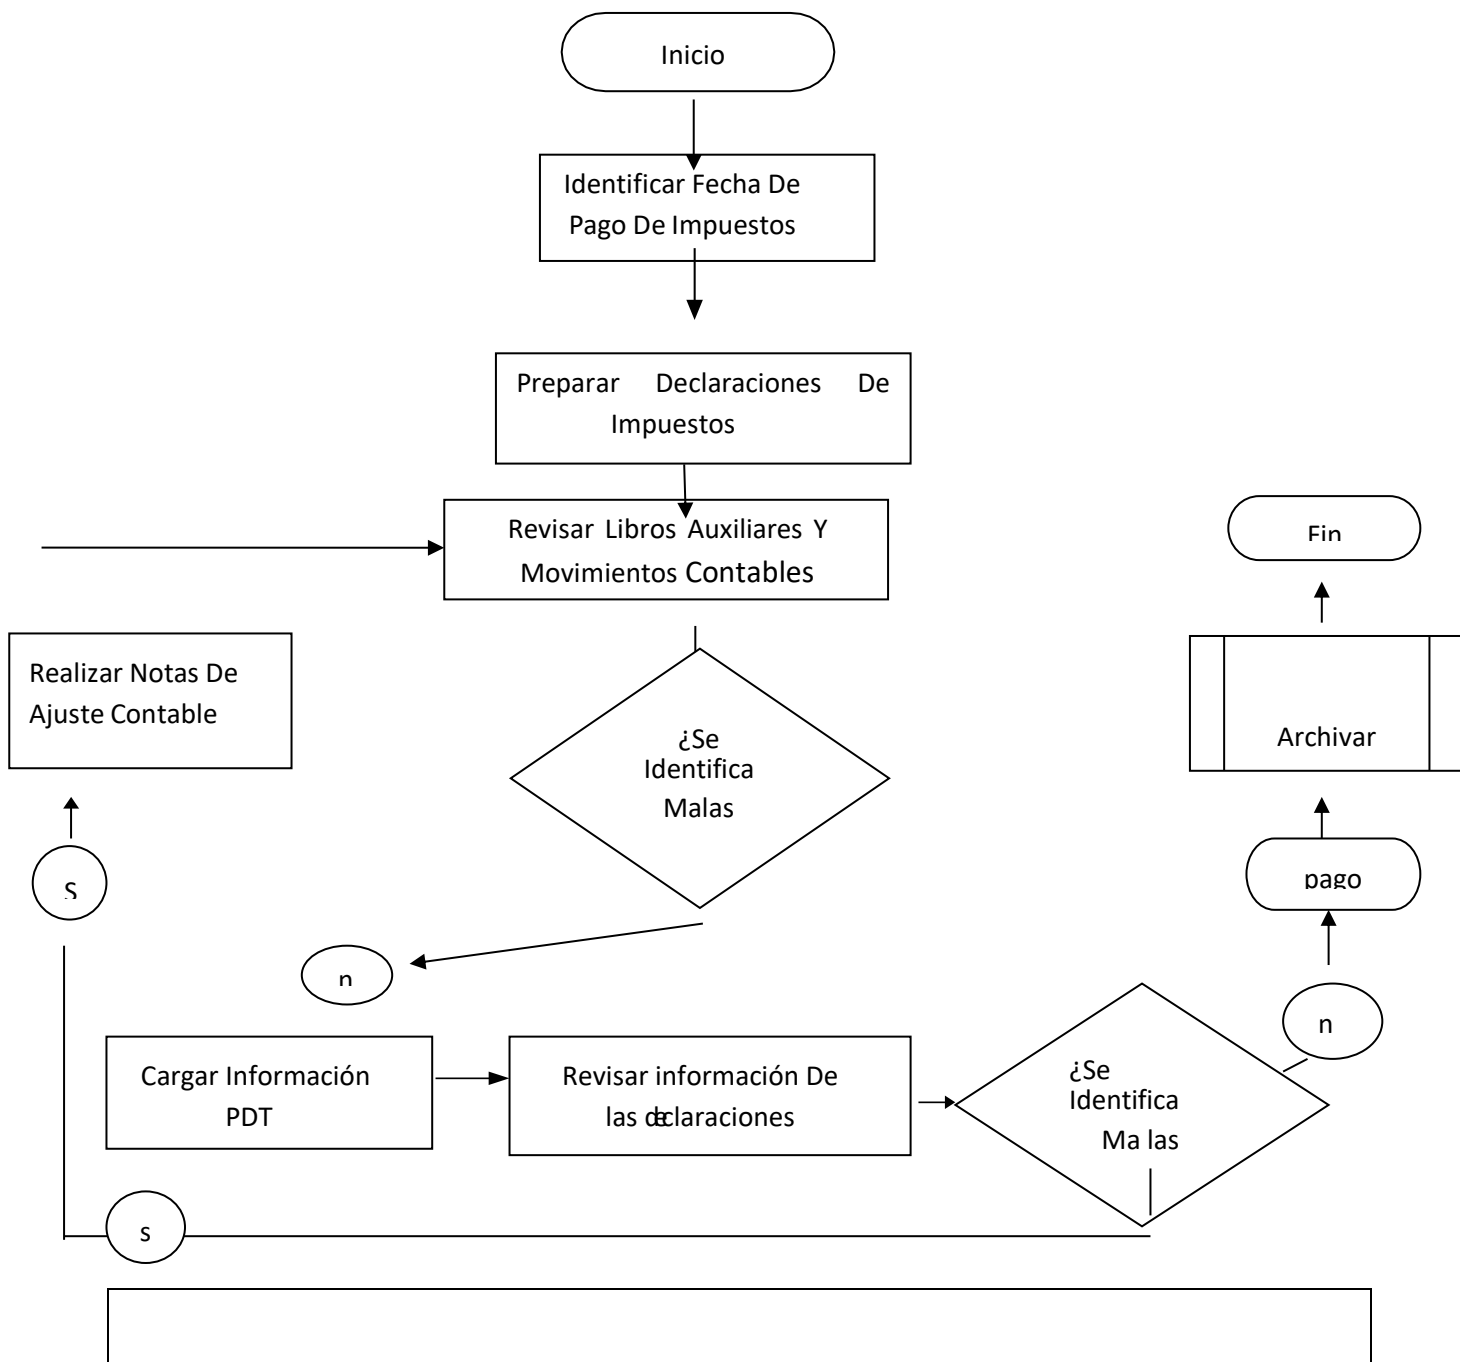 Inicio
Identificar Fecha De
Pago De Impuestos
Preparar Declaraciones De
Impuestos
Revisar Libros Auxiliares Y
Movimientos Contables
Fin
Realizar Notas De
Ajuste Contable
¿Se
Identifica
Malas
Archivar
S
pago
n
n
Cargar Información
PDT
Revisar información De
las declaraciones
¿Se
Identifica
Ma las
s